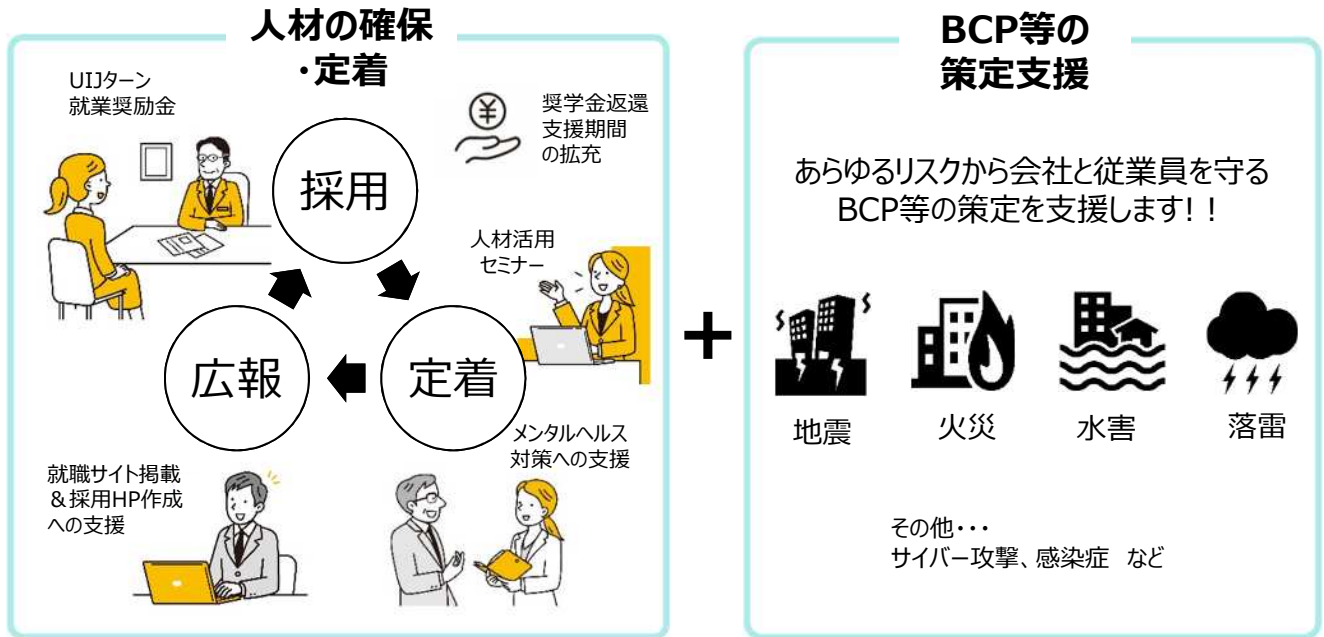 人材の確保
・定着
UIJターン
就業奨励金
奨学金返還
支援期間
の拡充
採用
人材活用
セミナー
広報
定着
メンタルヘルス
対策への支援
就職サイト掲載
＆採用HP作成
への支援
+
BCP等の
策定支援
あらゆるリスクから会社と従業員を守る
BCP等の策定を支援します！！
地震
火災
水害
落雷
その他・・・
サイバー攻撃、感染症　など